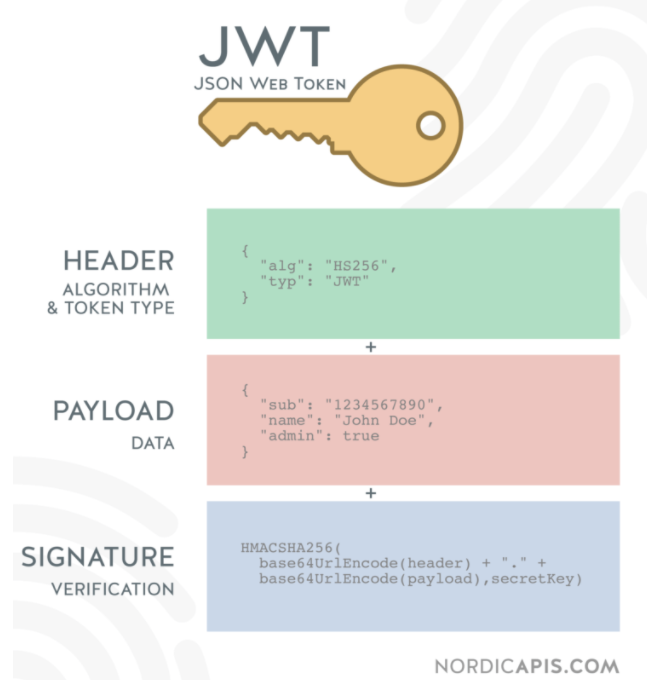 JWT
JSON WEB TOKEN
HEADER
ALGORITHM
& TOKEN TYPE
{
  "alg": "HS256",
  "typ": "JWT"
}
+
PAYLOAD
DATA
{
  "sub": "1234567890",
  "name": "John Doe",
  "admin": true
}
+
SIGNATURE
VERIFICATION
HMACSHA256(
  base64UrlEncode(header) + "." +
  base64UrlEncode(payload),secretKey)
NORDICAPIS.COM